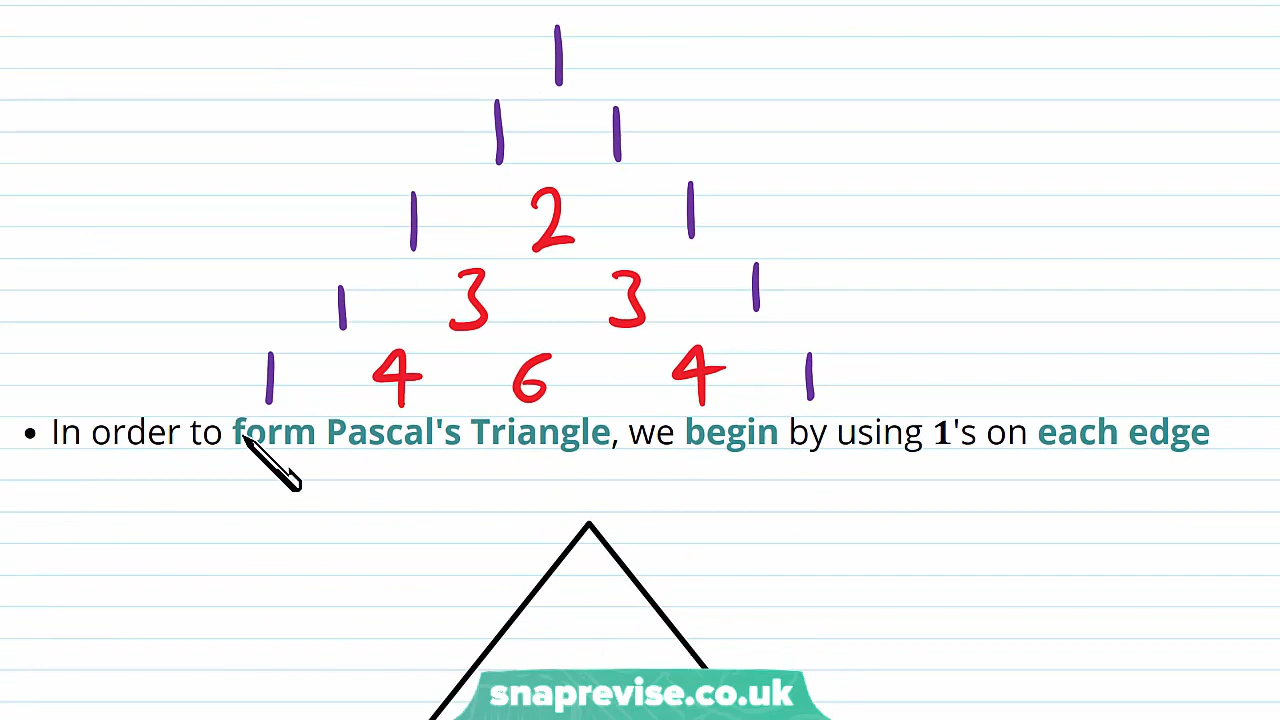 1
1 1
1 2 1
1 3 3 1
1 4 6 4 1
• In order to form Pascal's Triangle, we begin by using 1's on each edge
snaprevise.co.uk